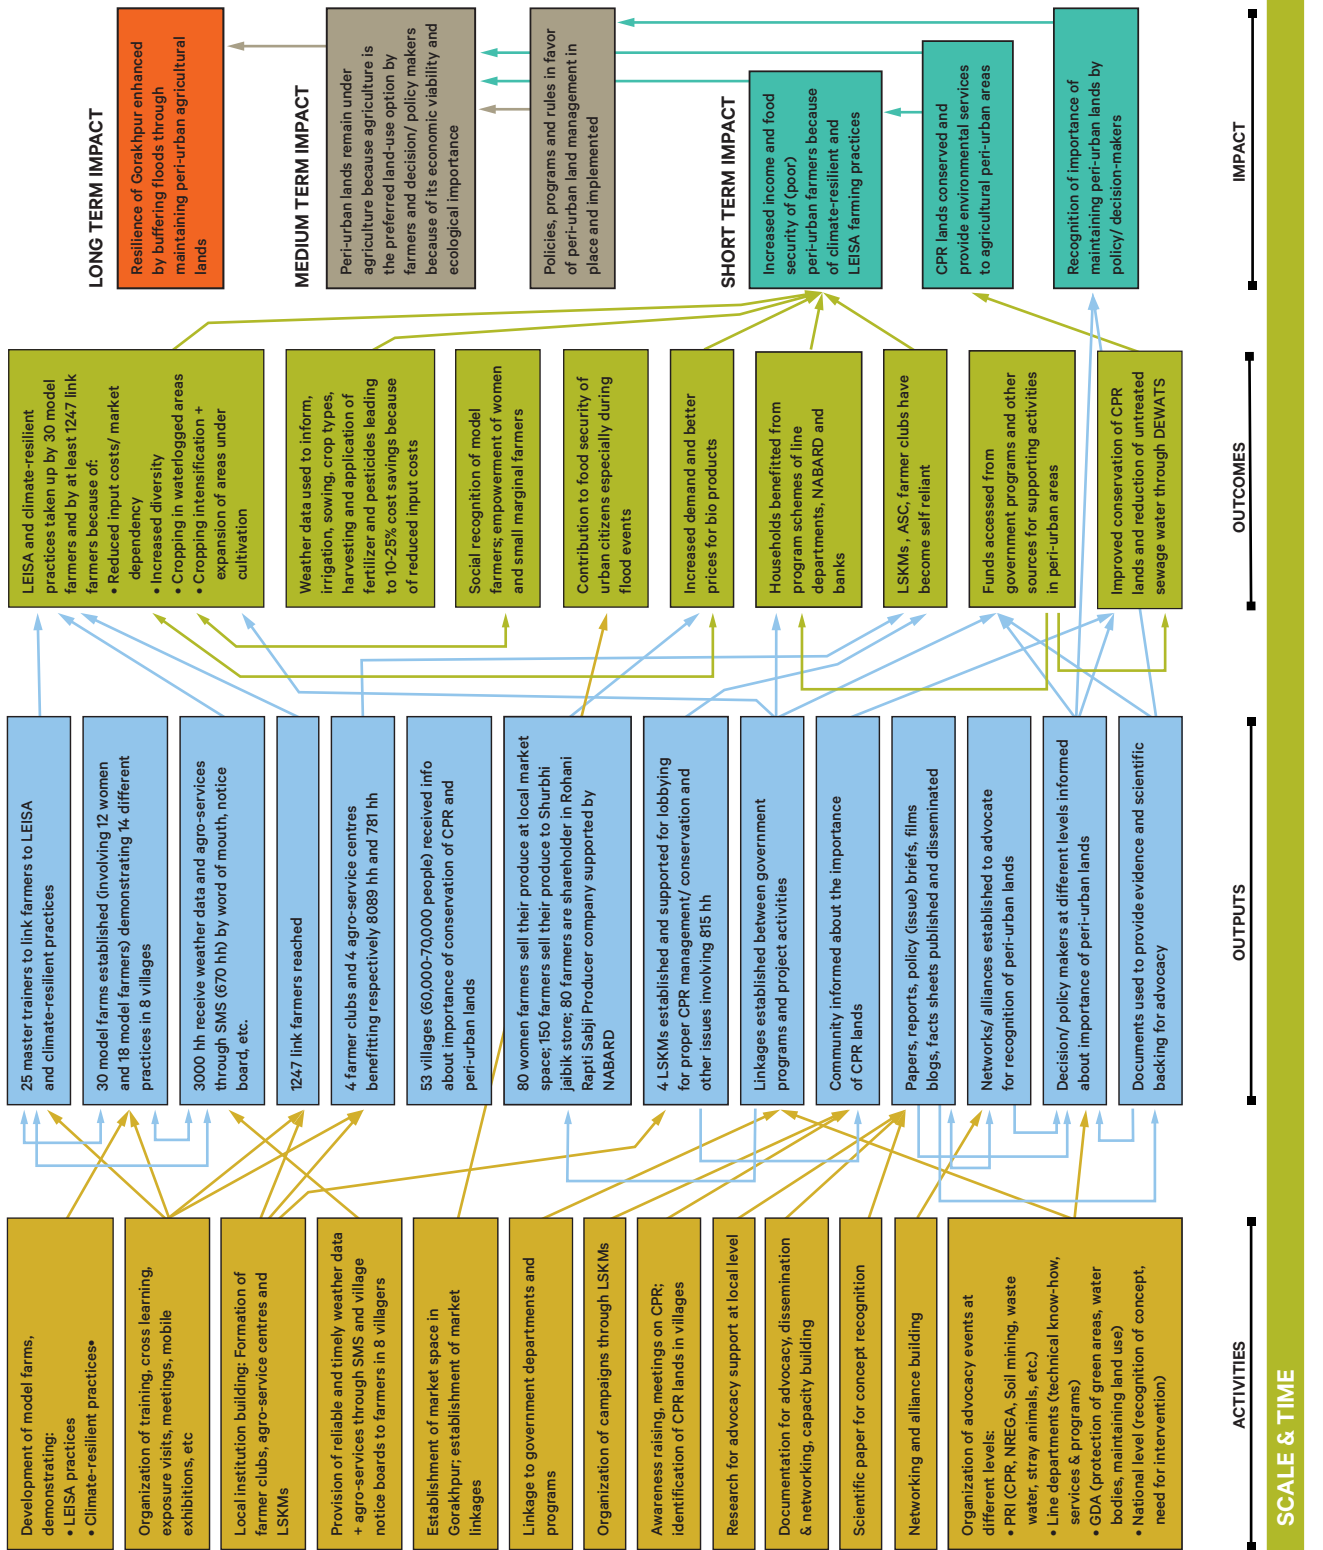 Development of model farms,
demonstrating:
• LEISA practices
• Climate-resilient practices•
Organization of training, cross learning,
exposure visits, meetings, mobile
exhibitions, etc
Local institution building: Formation of
farmer clubs, agro-service centres and
LSKMs
Provision of reliable and timely weather data
+ agro-services through SMS and village
notice boards to farmers in 8 villagers
Establishment of market space in
Gorakhpur; establishment of market
linkages
Linkage to government departments and
programs
Organization of campaigns through LSKMs
Awareness raising, meetings on CPR;
identification of CPR lands in villages
Research for advocacy support at local level
Documentation for advocacy, dissemination
& networking, capacity building
Scientific paper for concept recognition
Networking and alliance building
Organization of advocacy events at
different levels:
• PRI (CPR, NREGA, Soil mining, waste
water, stray animals, etc.)
• Line departments (technical know-how,
services & programs)
• GDA (protection of green areas, water
bodies, maintaining land use)
• National level (recognition of concept,
need for intervention)
ACTIVITIES
25 master trainers to link farmers to LEISA
and climate-resilient practices
30 model farms established (involving 12 women
and 18 model farmers) demonstrating 14 different
practices in 8 villages
3000 hh receive weather data and agro-services
through SMS (670 hh) by word of mouth, notice
board, etc.
1247 link farmers reached
4 farmer clubs and 4 agro-service centres
benefitting respectively 8089 hh and 781 hh
53 villages (60,000-70,000 people) received info
about importance of conservation of CPR and
peri-urban lands
80 women farmers sell their produce at local market
space; 150 farmers sell their produce to Shurbhi
jaibik store; 80 farmers are shareholder in Rohani
Rapti Sabji Producer company supported by
NABARD
4 LSKMs established and supported for lobbying
for proper CPR management/ conservation and
other issues involving 815 hh
Linkages established between government
programs and project activities
Community informed about the importance
of CPR lands
Papers, reports, policy (issue) briefs, films
blogs, facts sheets published and disseminated
Networks/ alliances established to advocate
for recognition of peri-urban lands
Decision/ policy makers at different levels informed
about importance of peri-urban lands
Documents used to provide evidence and scientific
backing for advocacy
OUTPUTS
LEISA and climate-resilient
practices taken up by 30 model
farmers and by at least 1247 link
farmers because of:
• Reduced input costs/ market
dependency
• Increased diversity
• Cropping in waterlogged areas
• Cropping intensification +
expansion of areas under
cultivation
Weather data used to inform,
irrigation, sowing, crop types,
harvesting and application of
fertilizer and pesticides leading
to 10-25% cost savings because
of reduced input costs
Social recognition of model
farmers; empowerment of women
and small marginal farmers
Contribution to food security of
urban citizens especially during
flood events
Increased demand and better
prices for bio products
Households benefitted from
program schemes of line
departments, NABARD and
banks
LSKMs , ASC, farmer clubs have
become self reliant
Funds accessed from
government programs and other
sources for supporting activities
in peri-urban areas
Improved conservation of CPR
lands and reduction of untreated
sewage water through DEWATS
OUTCOMES
LONG TERM IMPACT
Resilience of Gorakhpur enhanced
by buffering floods through
maintaining peri-urban agricultural
lands
MEDIUM TERM IMPACT
Peri-urban lands remain under
agriculture because agriculture is
the preferred land-use option by
farmers and decision/ policy makers
because of its economic viability and
ecological importance
Policies, programs and rules in favor
of peri-urban land management in
place and implemented
SHORT TERM IMPACT
Increased income and food
security of (poor)
peri-urban farmers because
of climate-resilient and
LEISA farming practices
CPR lands conserved and
provide environmental services
to agricultural peri-urban areas
Recognition of importance of
maintaining peri-urban lands by
policy/ decision-makers
IMPACT
SCALE & TIME